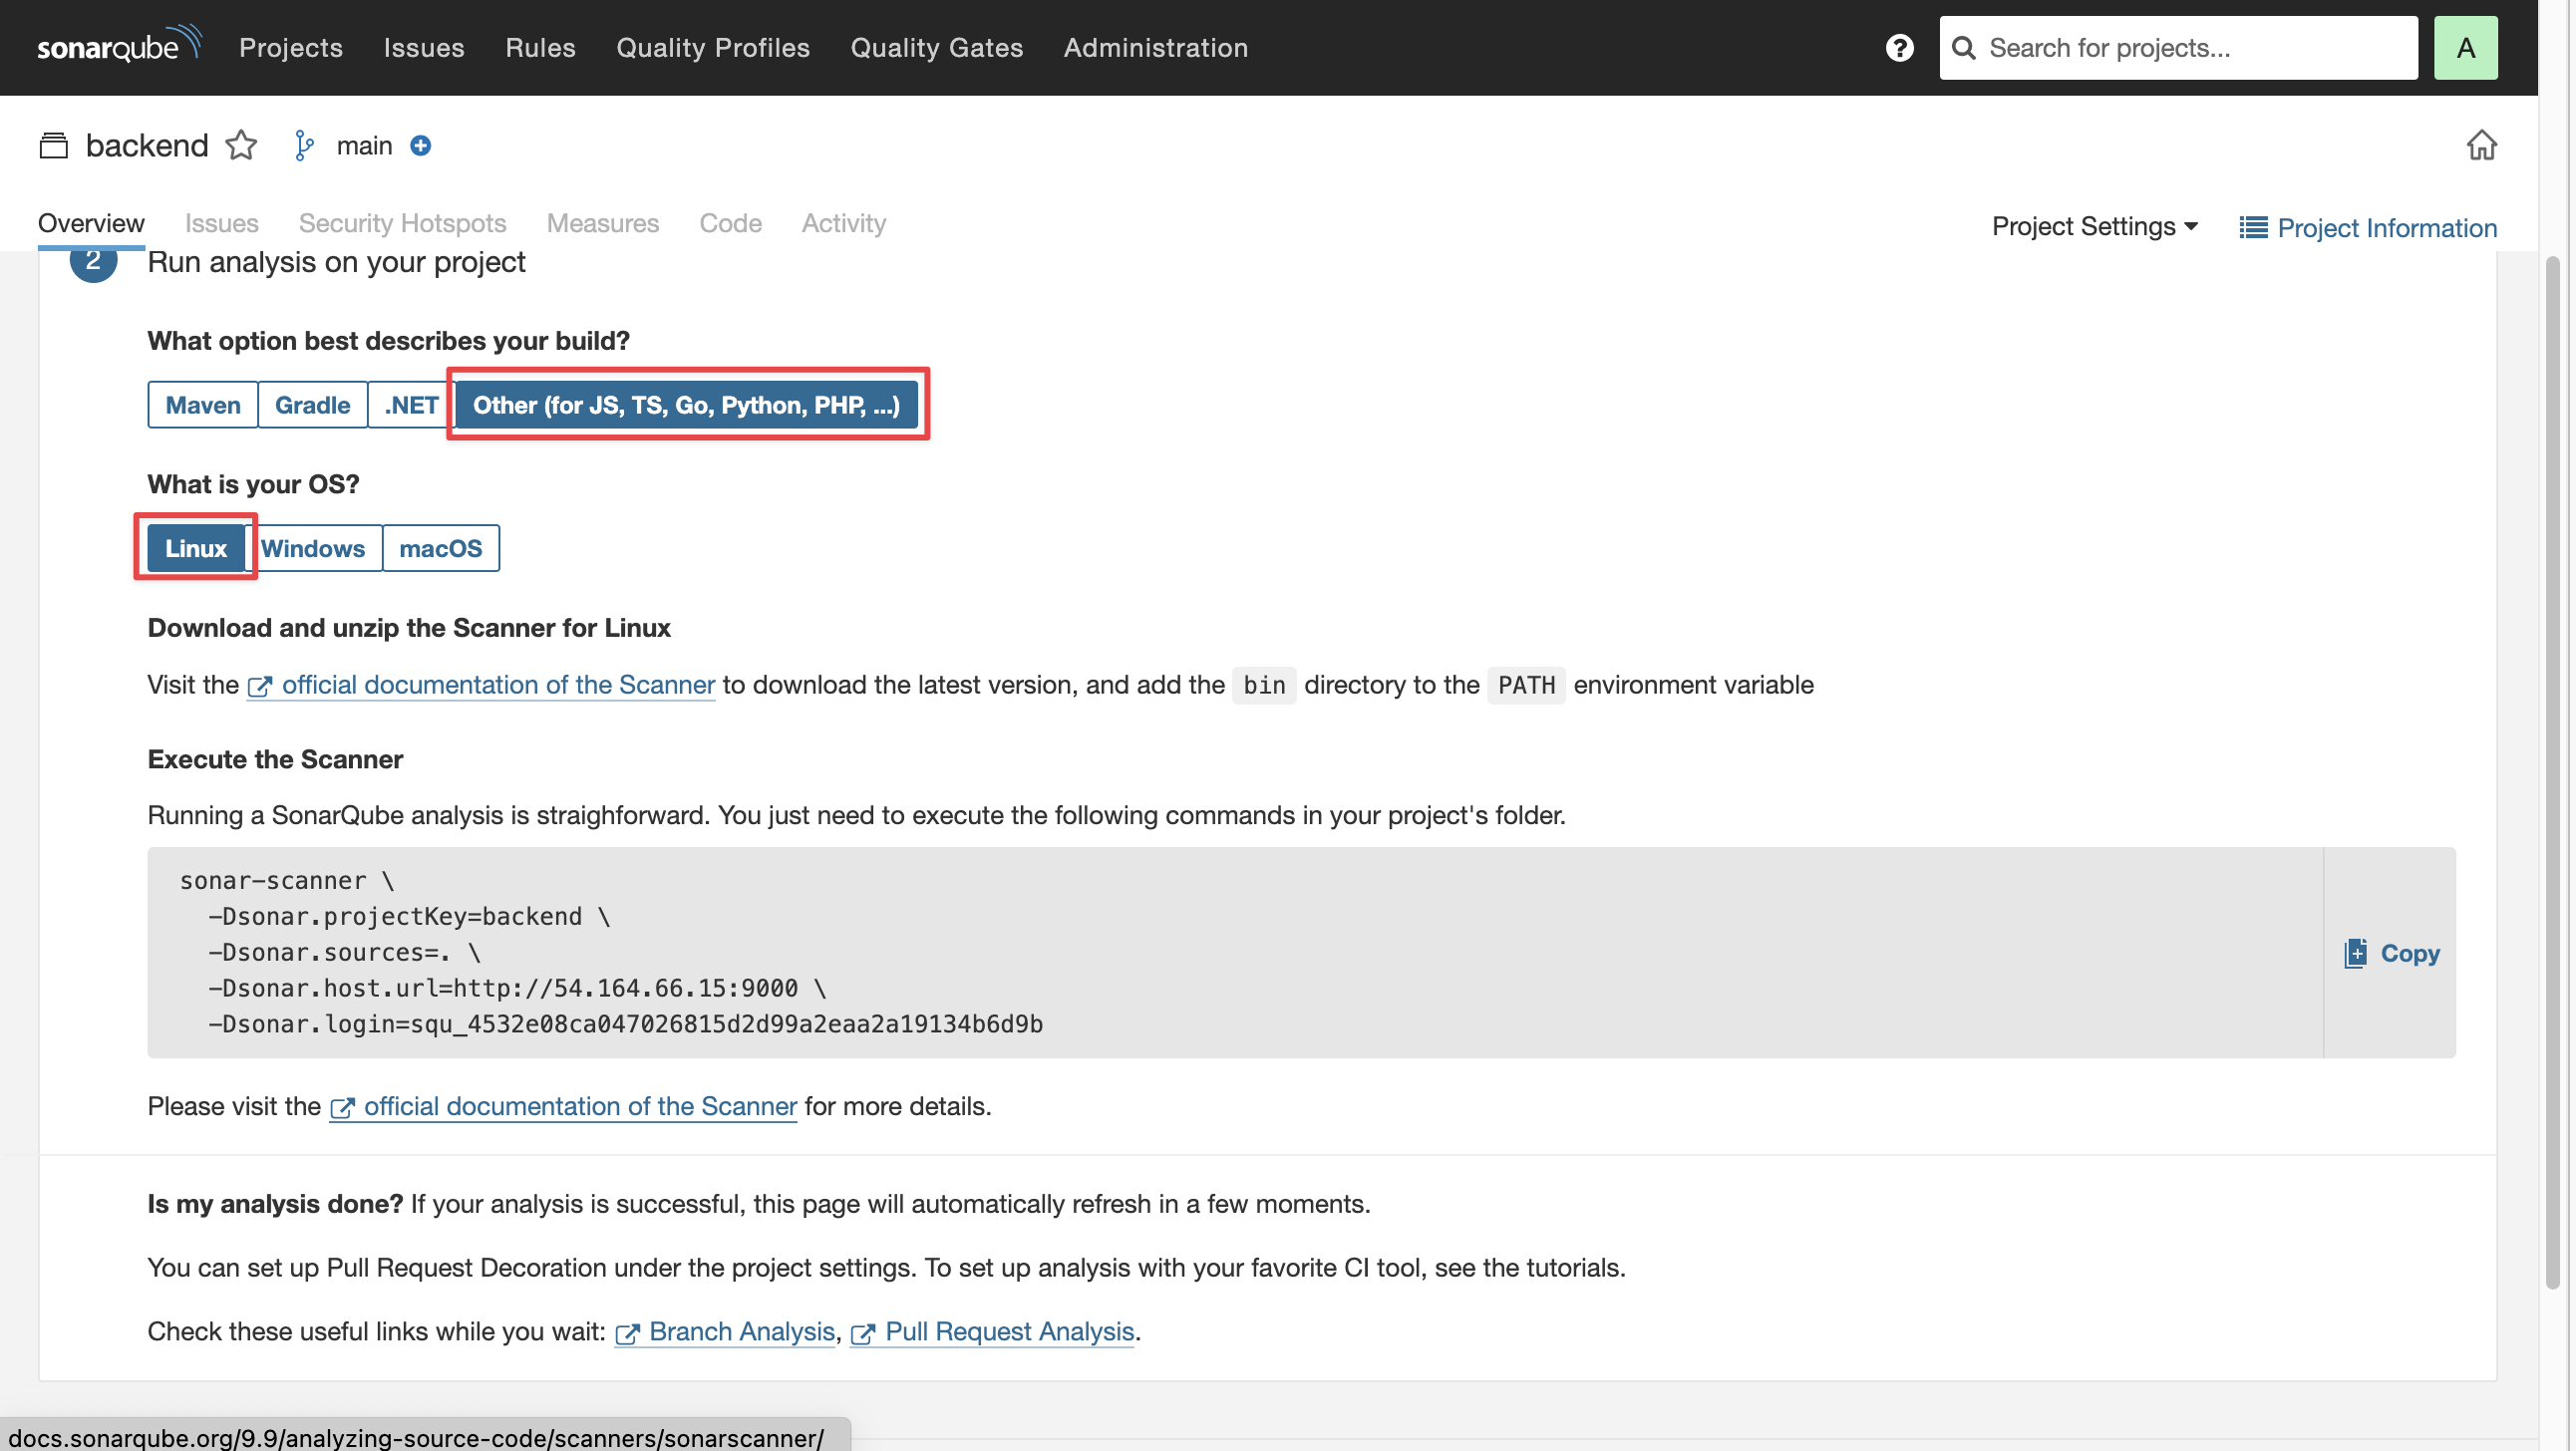 sonarqube Projects Issues Rules Quality Profiles Quality Gates Administration ? Search for projects... A
backend main
Overview Issues Security Hotspots Measures Code Activity Project Settings Project Information
2 Run analysis on your project
What option best describes your build?
Maven Gradle .NET Other (for JS, TS, Go, Python, PHP, ...)
What is your OS?
Linux Windows macOS
Download and unzip the Scanner for Linux
Visit the official documentation of the Scanner to download the latest version, and add the bin directory to the PATH environment variable
Execute the Scanner
Running a SonarQube analysis is straighforward. You just need to execute the following commands in your project's folder.
sonar-scanner \
-Dsonar.projectKey=backend \
-Dsonar.sources=. \
-Dsonar.host.url=http://54.164.66.15:9000 \
-Dsonar.login=squ_4532e08ca047026815d2d99a2eaa2a19134b6d9b
Copy
Please visit the official documentation of the Scanner for more details.
Is my analysis done? If your analysis is successful, this page will automatically refresh in a few moments.
You can set up Pull Request Decoration under the project settings. To set up analysis with your favorite CI tool, see the tutorials.
Check these useful links while you wait: Branch Analysis, Pull Request Analysis.
docs.sonarqube.org/9.9/analyzing-source-code/scanners/sonarscanner/